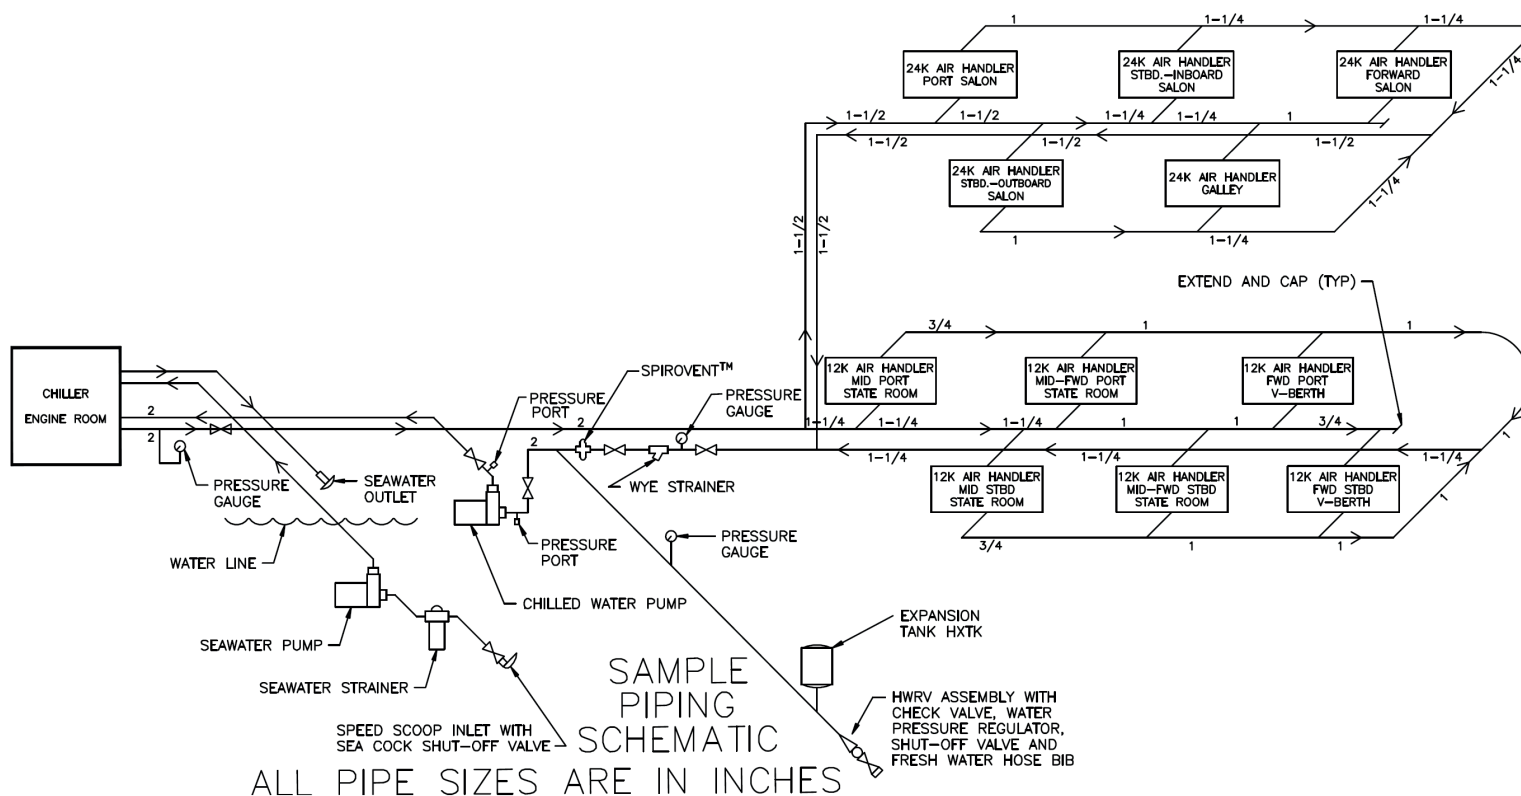 1
1-1/4
1-1/4
24K AIR HANDLER
PORT SALON
24K AIR HANDLER
STBD.-INBOARD
SALON
24K AIR HANDLER
FORWARD
SALON
1-1/4
1-1/2
1-1/2
1-1/4
1-1/4
1
1-1/2
1-1/2
1-1/2
24K AIR HANDLER
STBD.-OUTBOARD
SALON
24K AIR HANDLER
GALLEY
1-1/4
1-1/4
1
1-1/4
1-1/2
1-1/2
EXTEND AND CAP (TYP)
3/4
1
1
CHILLER
ENGINE ROOM
12K AIR HANDLER
MID PORT
STATE ROOM
12K AIR HANDLER
MID-FWD PORT
STATE ROOM
12K AIR HANDLER
FWD PORT
V-BERTH
SPIROVENT™
PRESSURE
PORT
PRESSURE
GAUGE
2
2
2
2
1-1/4
1-1/4
1
1
3/4
1-1/4
1-1/4
1-1/4
1
1
12K AIR HANDLER
MID STBD
STATE ROOM
12K AIR HANDLER
MID-FWD STBD
STATE ROOM
12K AIR HANDLER
FWD STBD
V-BERTH
3/4
1
1
PRESSURE
GAUGE
SEAWATER
OUTLET
WYE STRAINER
WATER LINE
PRESSURE
PORT
PRESSURE
GAUGE
CHILLED WATER PUMP
SEAWATER PUMP
SEAWATER STRAINER
EXPANSION
TANK HXTK
SPEED SCOOP INLET WITH
SEA COCK SHUT-OFF VALVE
HWRV ASSEMBLY WITH
CHECK VALVE, WATER
PRESSURE REGULATOR,
SHUT-OFF VALVE AND
FRESH WATER HOSE BIB
SAMPLE
PIPING
SCHEMATIC
ALL PIPE SIZES ARE IN INCHES